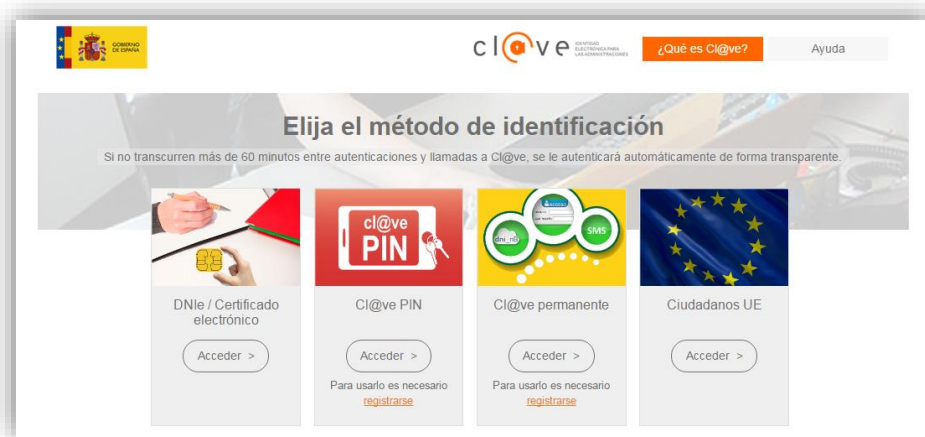 GOBIERNO
DE ESPAÑA
cl@ve
IDENTIDAD
ELECTRÓNICA PARA
LAS ADMINISTRACIONES
¿Qué es Cl@ve?
Ayuda
Elija el método de identificación
Si no transcurren más de 60 minutos entre autenticaciones y llamadas a Cl@ve, se le autenticará automáticamente de forma transparente.
cl@ve
PIN
dni_nB
SMS
DNIe / Certificado
electrónico
Cl@ve PIN
Cl@ve permanente
Ciudadanos UE
Acceder >
Acceder >
Acceder >
Acceder >
Para usarlo es necesario
registrarse
Para usarlo es necesario
registrarse